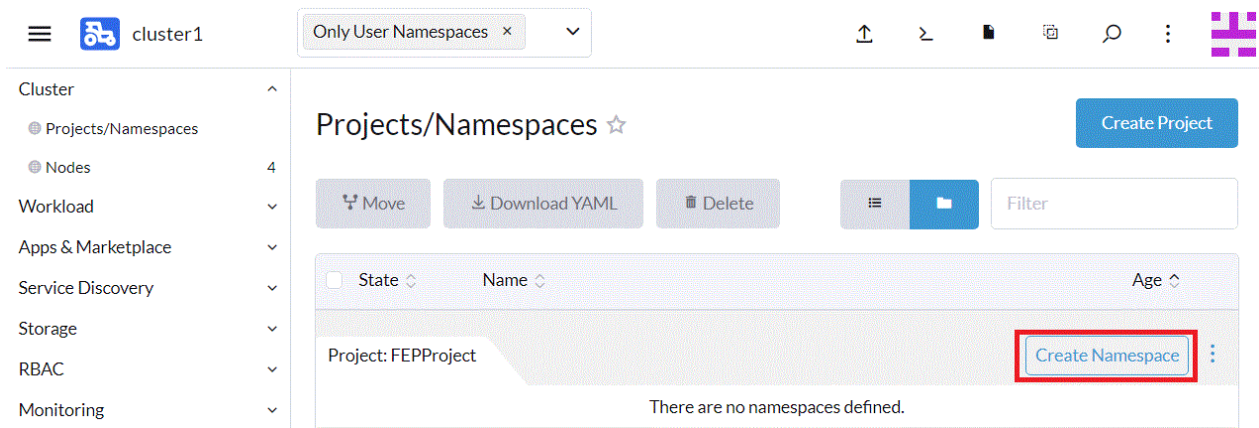 cluster1
Only User Namespaces ×
Cluster
Projects/Namespaces
Nodes 4
Workload
Apps & Marketplace
Service Discovery
Storage
RBAC
Monitoring
Projects/Namespaces
Create Project
Move
Download YAML
Delete
Filter
State Name Age
Project: FEPProject
Create Namespace
There are no namespaces defined.